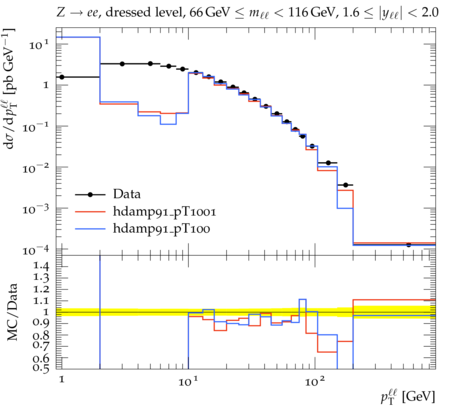 Z → ee, dressed level, 66 GeV ≤ mℓℓ < 116 GeV, 1.6 ≤ |yℓℓ| < 2.0
dσ/dpTℓℓ [pb GeV⁻¹]
10¹
1
10⁻¹
10⁻²
10⁻³
10⁻⁴
Data
hdamp91_pT1001
hdamp91_pT100
MC/Data
1.4
1.3
1.2
1.1
1
0.9
0.8
0.7
0.6
0.5
1 10¹ 10²
pTℓℓ [GeV]